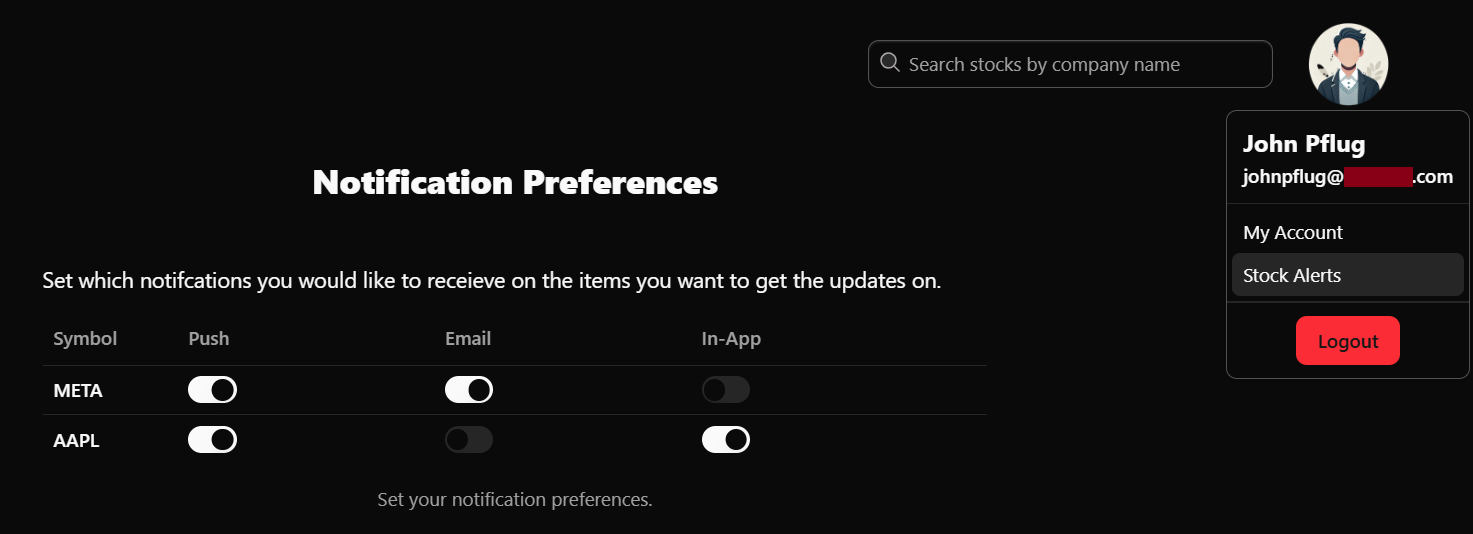 Search stocks by company name
John Pflug
johnpflug@ .com
My Account
Stock Alerts
Logout
Notification Preferences
Set which notifcations you would like to receieve on the items you want to get the updates on.
Symbol Push Email In-App
META
AAPL
Set your notification preferences.